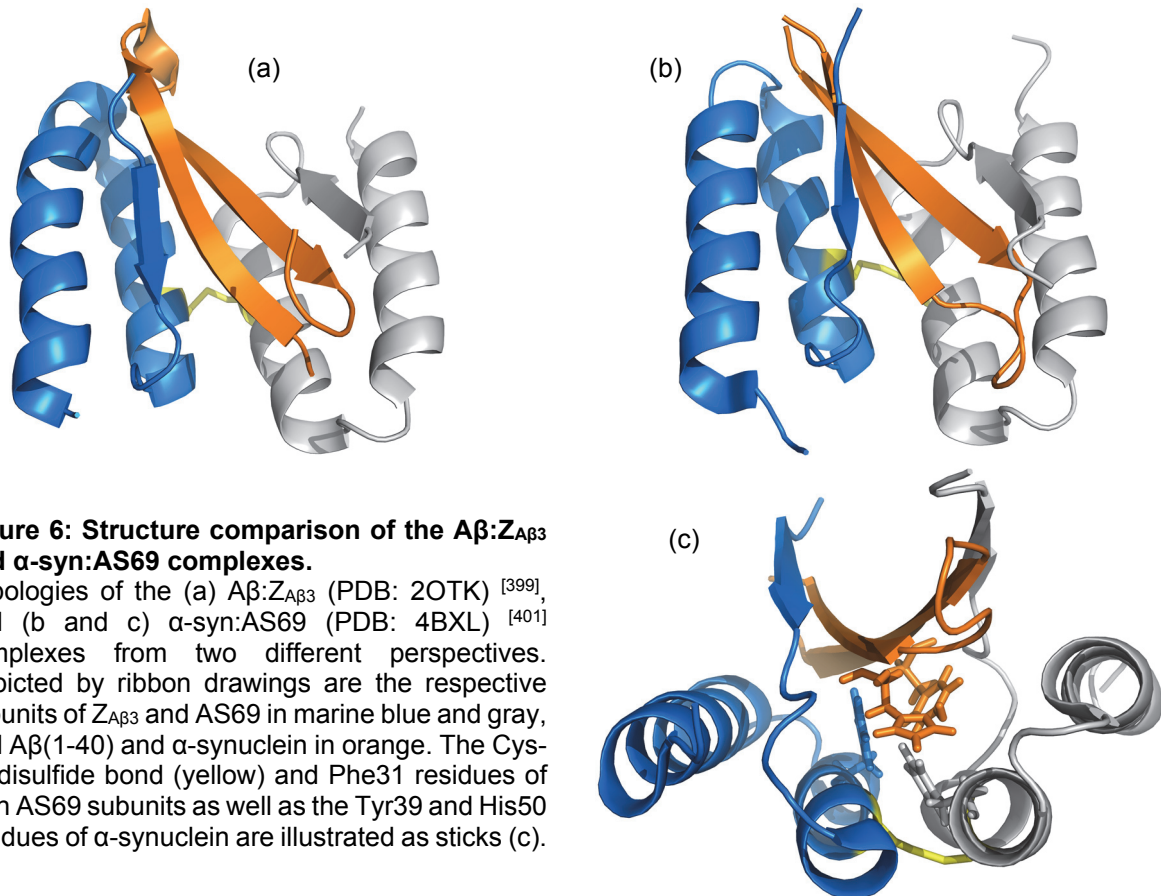 (a)
(b)
(c)
ure 6: Structure comparison of the Aβ:ZAβ3
d α-syn:AS69 complexes.
pologies of the (a) Aβ:ZAβ3 (PDB: 2OTK) [399],
d (b and c) α-syn:AS69 (PDB: 4BXL) [401]
mplexes from two different perspectives.
picted by ribbon drawings are the respective
ounits of ZAβ3 and AS69 in marine blue and gray,
d Aβ(1-40) and α-synuclein in orange. The Cys-
disulfide bond (yellow) and Phe31 residues of
h AS69 subunits as well as the Tyr39 and His50
dues of α-synuclein are illustrated as sticks (c).